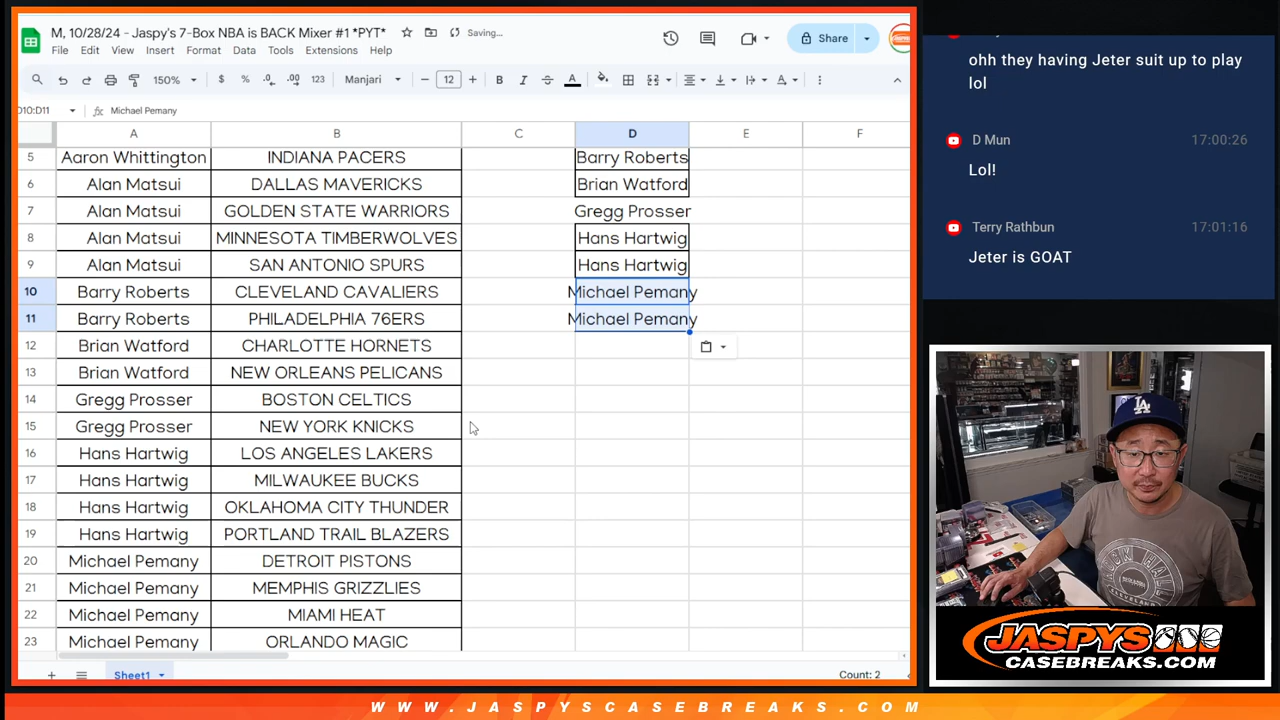 M, 10/28/24 - Jaspy's 7-Box NBA is BACK Mixer #1 *PYT*
Saving...
File Edit View Insert Format Data Tools Extensions Help
Share
150% $ % .0 .00 123 Manjari 12 B I S A
D10:D11 fx Michael Pemany
A B C D E F
5 Aaron Whittington INDIANA PACERS Barry Roberts
6 Alan Matsui DALLAS MAVERICKS Brian Watford
7 Alan Matsui GOLDEN STATE WARRIORS Gregg Prosser
8 Alan Matsui MINNESOTA TIMBERWOLVES Hans Hartwig
9 Alan Matsui SAN ANTONIO SPURS Hans Hartwig
10 Barry Roberts CLEVELAND CAVALIERS Michael Pemany
11 Barry Roberts PHILADELPHIA 76ERS Michael Pemany
12 Brian Watford CHARLOTTE HORNETS
13 Brian Watford NEW ORLEANS PELICANS
14 Gregg Prosser BOSTON CELTICS
15 Gregg Prosser NEW YORK KNICKS
16 Hans Hartwig LOS ANGELES LAKERS
17 Hans Hartwig MILWAUKEE BUCKS
18 Hans Hartwig OKLAHOMA CITY THUNDER
19 Hans Hartwig PORTLAND TRAIL BLAZERS
20 Michael Pemany DETROIT PISTONS
21 Michael Pemany MEMPHIS GRIZZLIES
22 Michael Pemany MIAMI HEAT
23 Michael Pemany ORLANDO MAGIC
Sheet1
Count: 2
ohh they having Jeter suit up to play
lol
D Mun 17:00:26
Lol!
Terry Rathbun 17:01:16
Jeter is GOAT
LA
ROCK HALL
CLEVELAND
JASPYS
CASEBREAKS.COM
WWW.JASPYSCASEBREAKS.COM